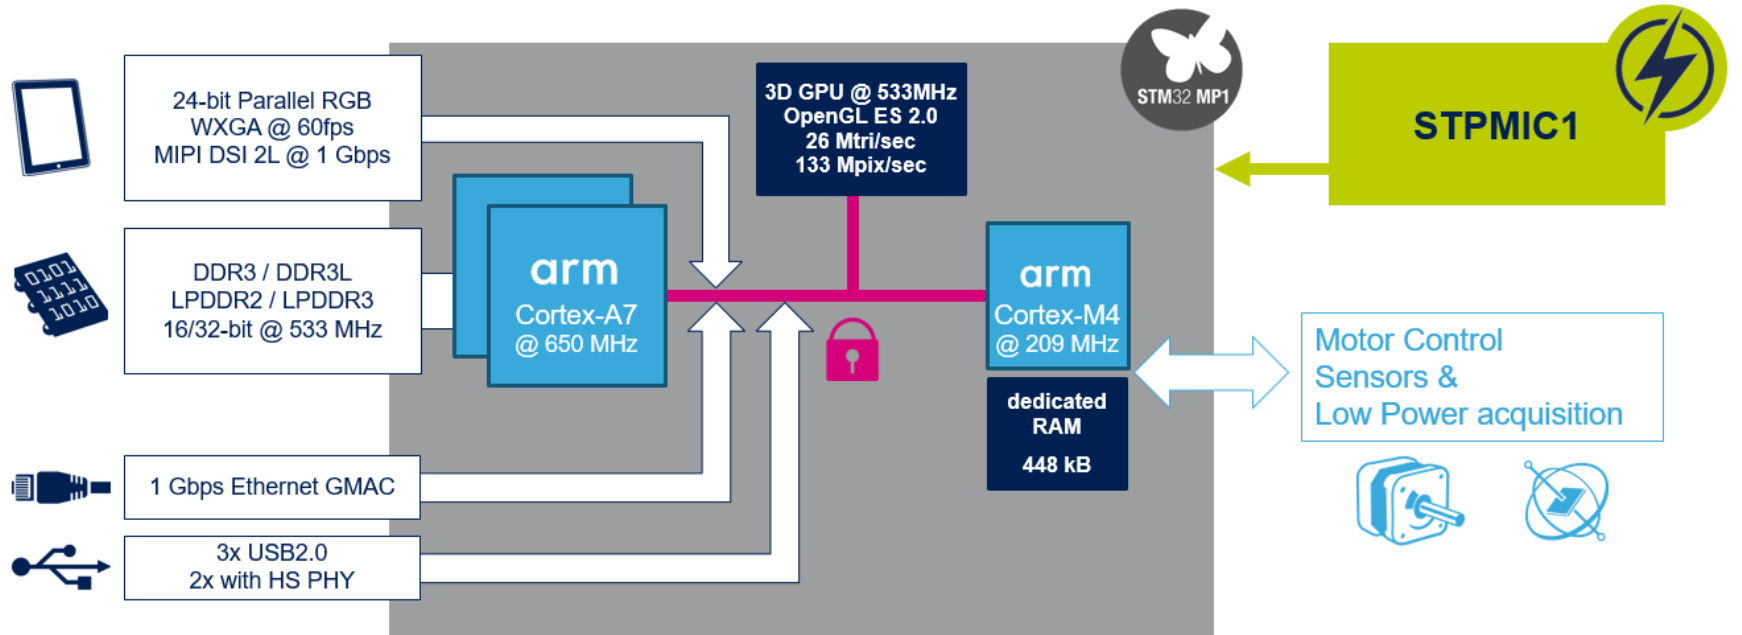 24-bit Parallel RGB
WXGA @ 60fps
MIPI DSI 2L @ 1 Gbps
DDR3 / DDR3L
LPDDR2 / LPDDR3
16/32-bit @ 533 MHz
0101
1111
1010
1 Gbps Ethernet GMAC
3x USB2.0
2x with HS PHY
arm
Cortex-A7
@ 650 MHz
3D GPU @ 533MHz
OpenGL ES 2.0
26 Mtri/sec
133 Mpix/sec
arm
Cortex-M4
@ 209 MHz
dedicated
RAM
448 kB
STM32 MP1
STPMIC1
Motor Control
Sensors &
Low Power acquisition